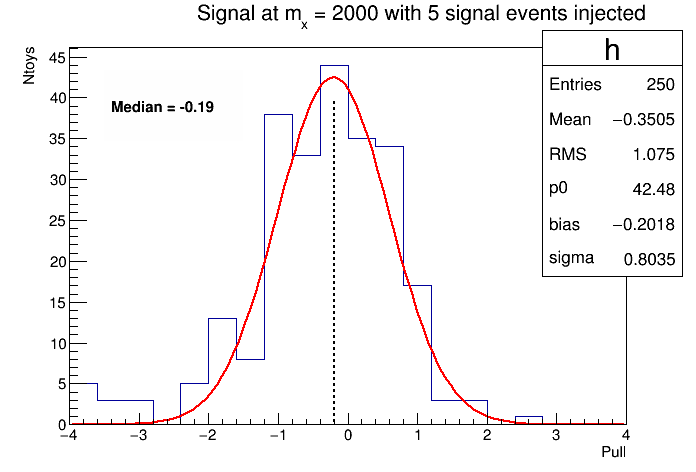 Signal at mx = 2000 with 5 signal events injected
h
Entries 250
Mean −0.3505
RMS 1.075
p0 42.48
bias −0.2018
sigma 0.8035
Median = -0.19
Ntoys
45
40
35
30
25
20
15
10
5
0
−4 −3 −2 −1 0 1 2 3 4
Pull